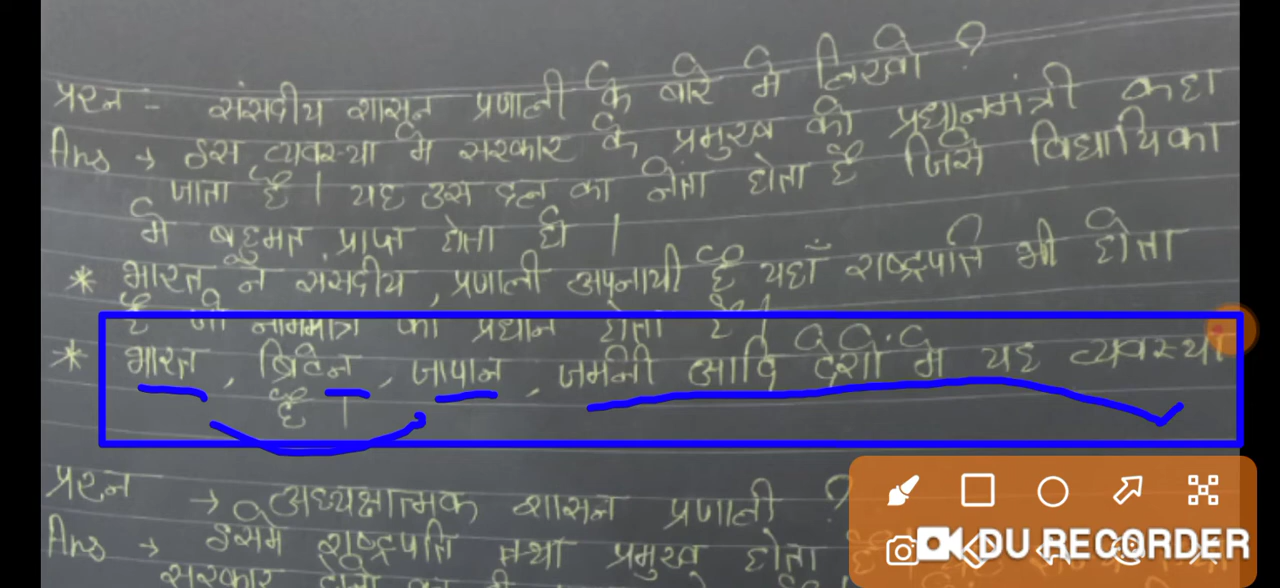 प्रश्न - संसदीय शासन प्रणाली के बारे मे लिखो ?
Ans → इस व्यवस्था मे सरकार के प्रमुख को प्रधानमंत्री कहा
जाता है । यह उस दल का नेता होता है जिसे विधायिका
मे बहुमत प्राप्त होता हो ।
* भारत ने संसदीय , प्रणाली अपनायी है यहाँ राष्ट्रपति भी होता
है जो नाममात्र का प्रधान होता है ।
* भारत , ब्रिटेन , जापान , जर्मनी आदि देशों में यह व्यवस्था
है ।
प्रश्न → अध्यक्षात्मक शासन प्रणाली ?
Ans → इसमे राष्ट्रपति प्रमुख होता
सरकार
DU RECORDER